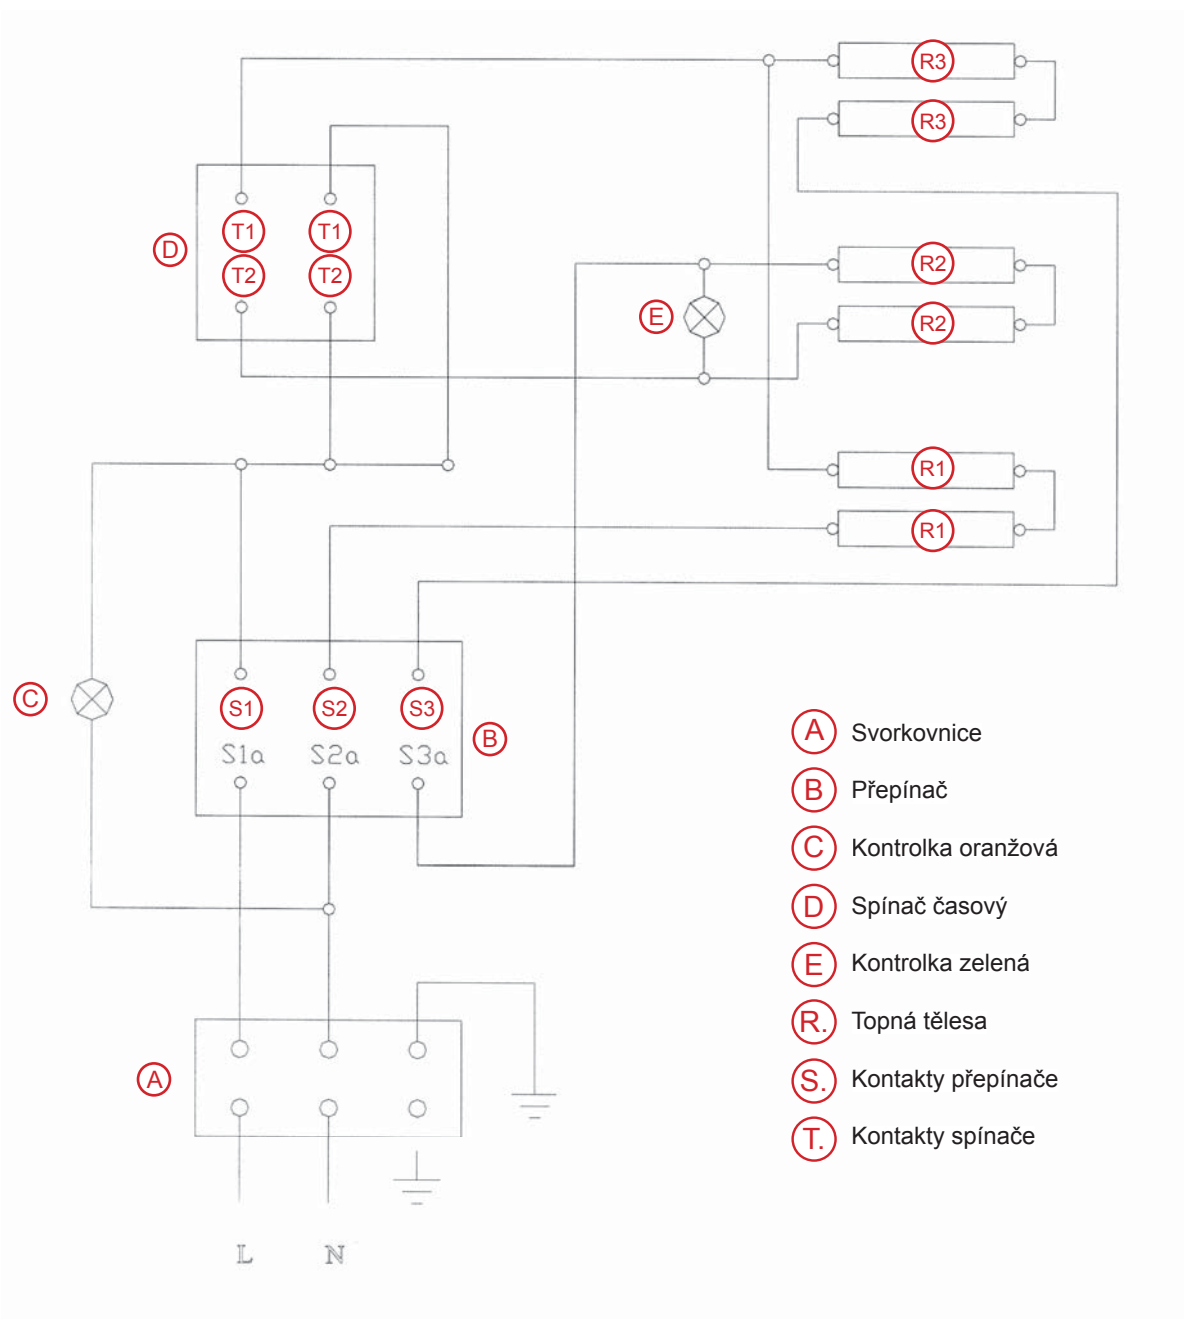 R3
R3
T1 T1
D
T2 T2
R2
E
R2
R1
R1
C
S1 S2 S3
B
S1a S2a S3a
A Svorkovnice
B Přepínač
C Kontrolka oranžová
D Spínač časový
E Kontrolka zelená
R. Topná tělesa
S. Kontakty přepínače
T. Kontakty spínače
A
L N